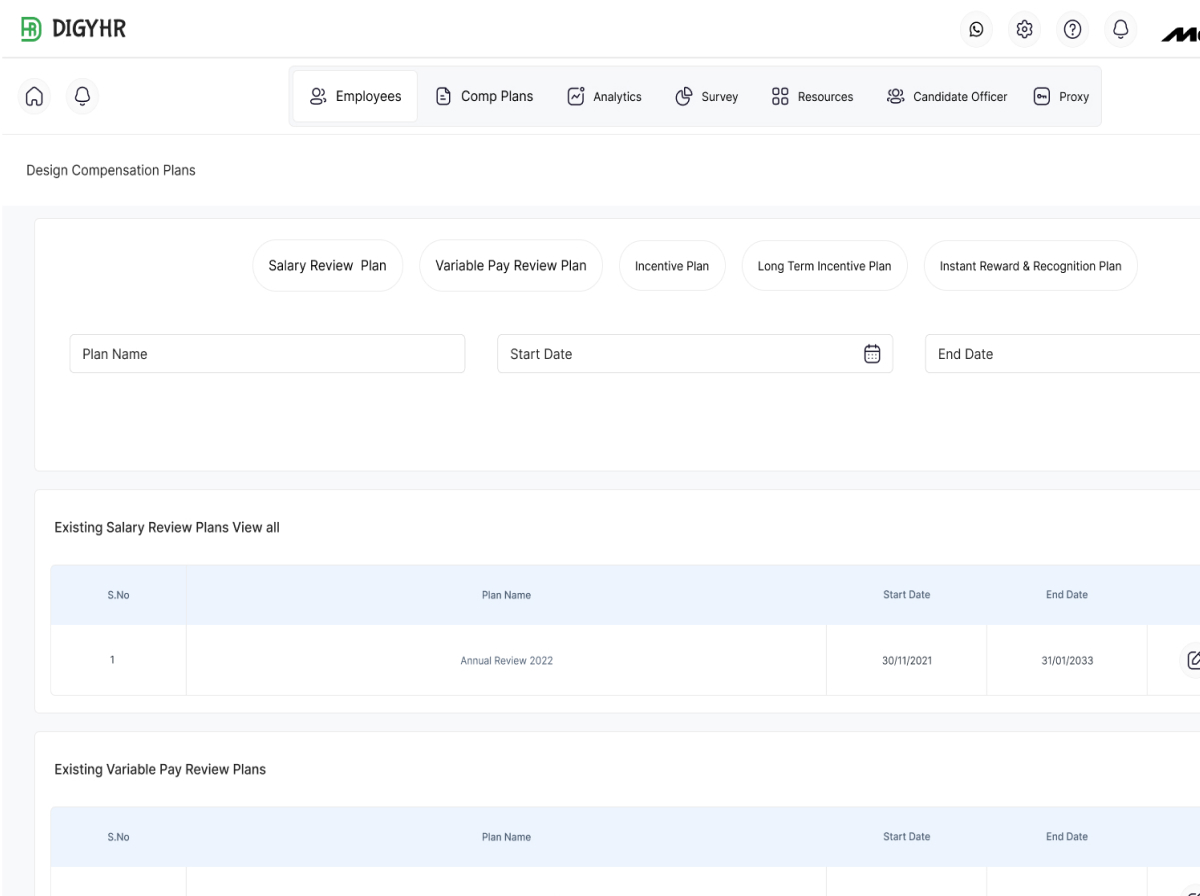 DIGYHR
Employees Comp Plans Analytics Survey Resources Candidate Officer Proxy
Design Compensation Plans
Salary Review Plan Variable Pay Review Plan Incentive Plan Long Term Incentive Plan Instant Reward & Recognition Plan
Plan Name Start Date End Date
Existing Salary Review Plans View all
S.No Plan Name Start Date End Date
1 Annual Review 2022 30/11/2021 31/01/2033
Existing Variable Pay Review Plans
S.No Plan Name Start Date End Date